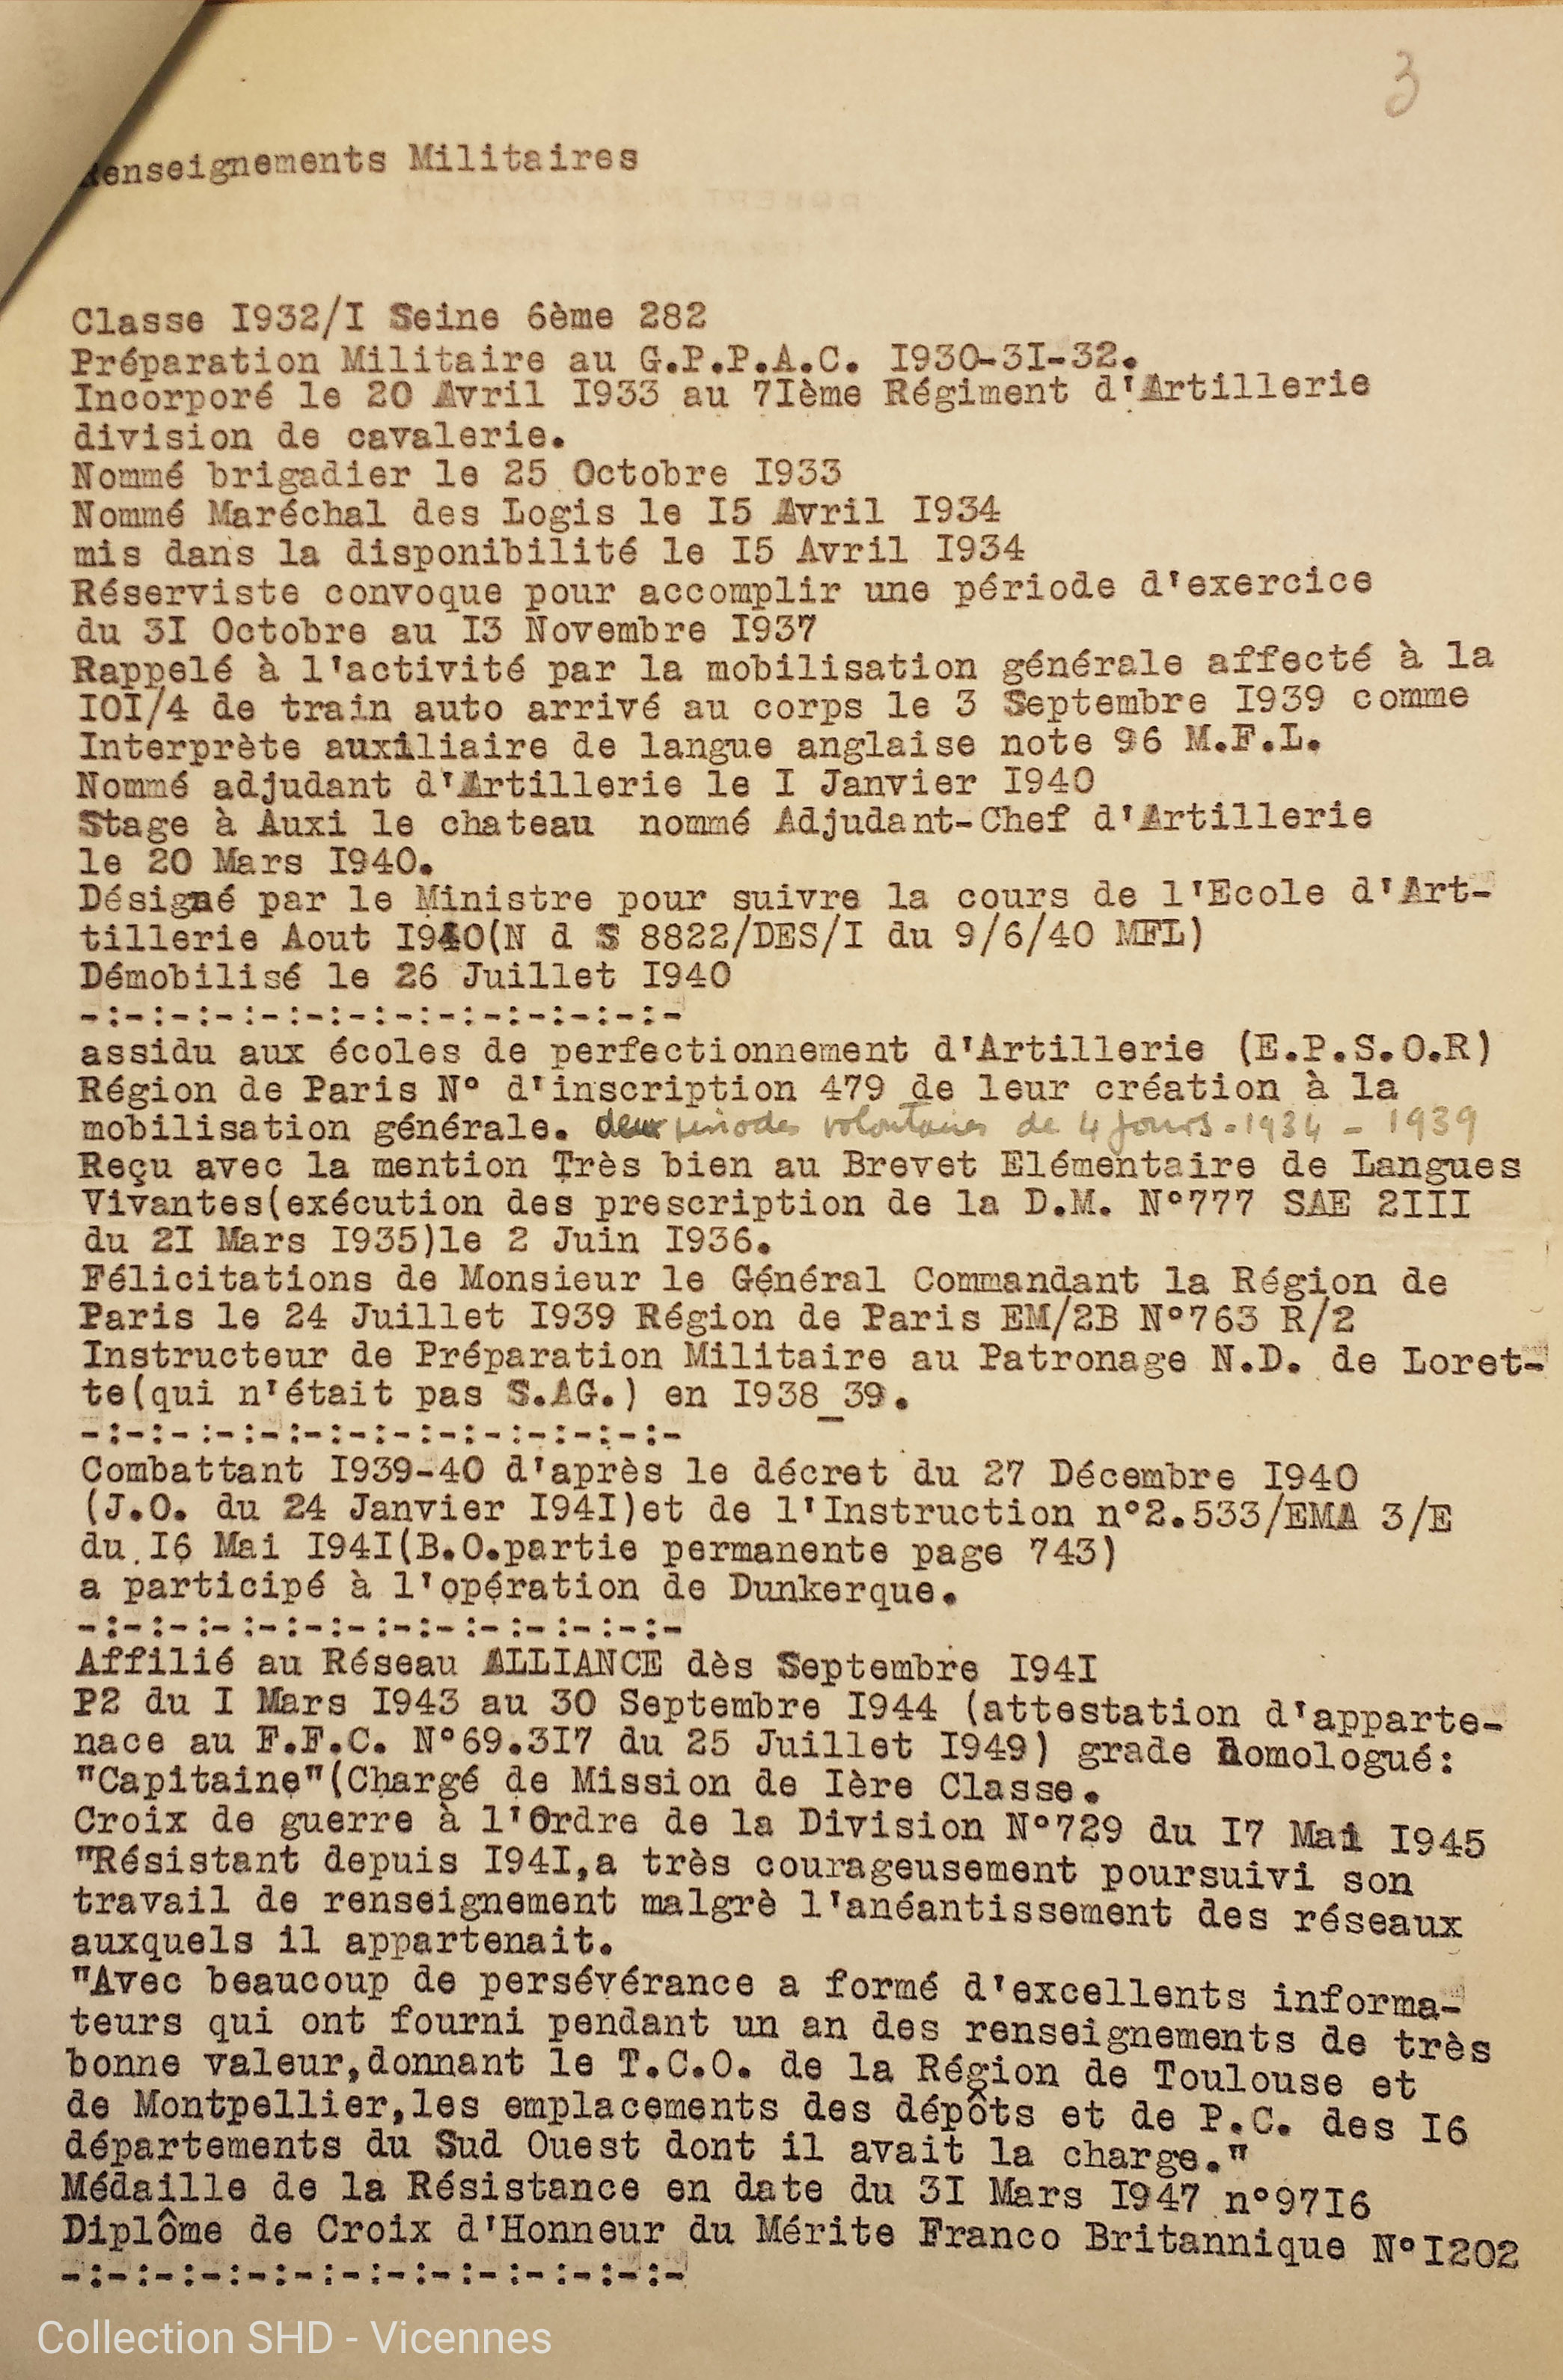 3
Renseignements Militaires
Classe I932/I Seine 6ème 282
Préparation Militaire au G.P.P.A.C. I930-3I-32.
Incorporé le 20 Avril I933 au 7Ième Régiment d'Artillerie
division de cavalerie.
Nommé brigadier le 25 Octobre I933
Nommé Maréchal des Logis le I5 Avril I934
mis dans la disponibilité le I5 Avril I934
Réserviste convoque pour accomplir une période d'exercice
du 3I Octobre au I3 Novembre I937
Rappelé à l'activité par la mobilisation générale affecté à la
IOI/4 de train auto arrivé au corps le 3 Septembre I939 comme
Interprète auxiliaire de langue anglaise note 96 M.F.L.
Nommé adjudant d'Artillerie le I Janvier I940
Stage à Auxi le chateau nommé Adjudant-Chef d'Artillerie
le 20 Mars I940.
Désigné par le Ministre pour suivre la cours de l'Ecole d'Art-
tillerie Aout I940(N d S 8822/DES/I du 9/6/40 MFL)
Démobilisé le 26 Juillet I940
-:-:-:-:-:-:-:-:-:-:-:-:-:-
assidu aux écoles de perfectionnement d'Artillerie (E.P.S.O.R)
Région de Paris N° d'inscription 479 de leur création à la
mobilisation générale. deux périodes volontaires de 4 jours - 1934 - 1939
Reçu avec la mention Très bien au Brevet Elémentaire de Langues
Vivantes(exécution des prescription de la D.M. N°777 SAE 2III
du 2I Mars I935)le 2 Juin I936.
Félicitations de Monsieur le Général Commandant la Région de
Paris le 24 Juillet I939 Région de Paris EM/2B N°763 R/2
Instructeur de Préparation Militaire au Patronage N.D. de Loret-
te(qui n'était pas S.AG.) en I938_39.
-:-:-:-:-:-:-:-:-:-:-:-:-:-
Combattant I939-40 d'après le décret du 27 Décembre I940
(J.O. du 24 Janvier I94I)et de l'Instruction n°2.533/EMA 3/E
du I6 Mai I94I(B.O.partie permanente page 743)
a participé à l'opération de Dunkerque.
-:-:-:-:-:-:-:-:-:-:-:-:-:-
Affilié au Réseau ALLIANCE dès Septembre I94I
P2 du I Mars I943 au 30 Septembre I944 (attestation d'apparte-
nace au F.F.C. N°69.3I7 du 25 Juillet I949) grade homologué:
"Capitaine"(Chargé de Mission de Ière Classe.
Croix de guerre à l'Ordre de la Division N°729 du I7 Mai I945
"Résistant depuis I94I,a très courageusement poursuivi son
travail de renseignement malgrè l'anéantissement des réseaux
auxquels il appartenait.
"Avec beaucoup de persévérance a formé d'excellents informa-
teurs qui ont fourni pendant un an des renseignements de très
bonne valeur,donnant le T.C.O. de la Région de Toulouse et
de Montpellier,les emplacements des dépôts et de P.C. des I6
départements du Sud Ouest dont il avait la charge."
Médaille de la Résistance en date du 3I Mars I947 n°97I6
Diplôme de Croix d'Honneur du Mérite Franco Britannique N°I202
-:-:-:-:-:-:-:-:-:-:-:-:-:-
Collection SHD - Vicennes